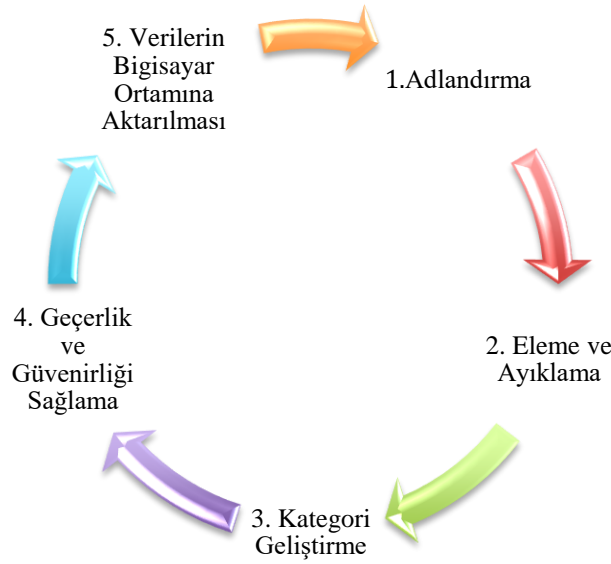 1.Adlandırma
2. Eleme ve
Ayıklama
3. Kategori
Geliştirme
4. Geçerlik
ve
Güvenirliği
Sağlama
5. Verilerin
Bigisayar
Ortamına
Aktarılması